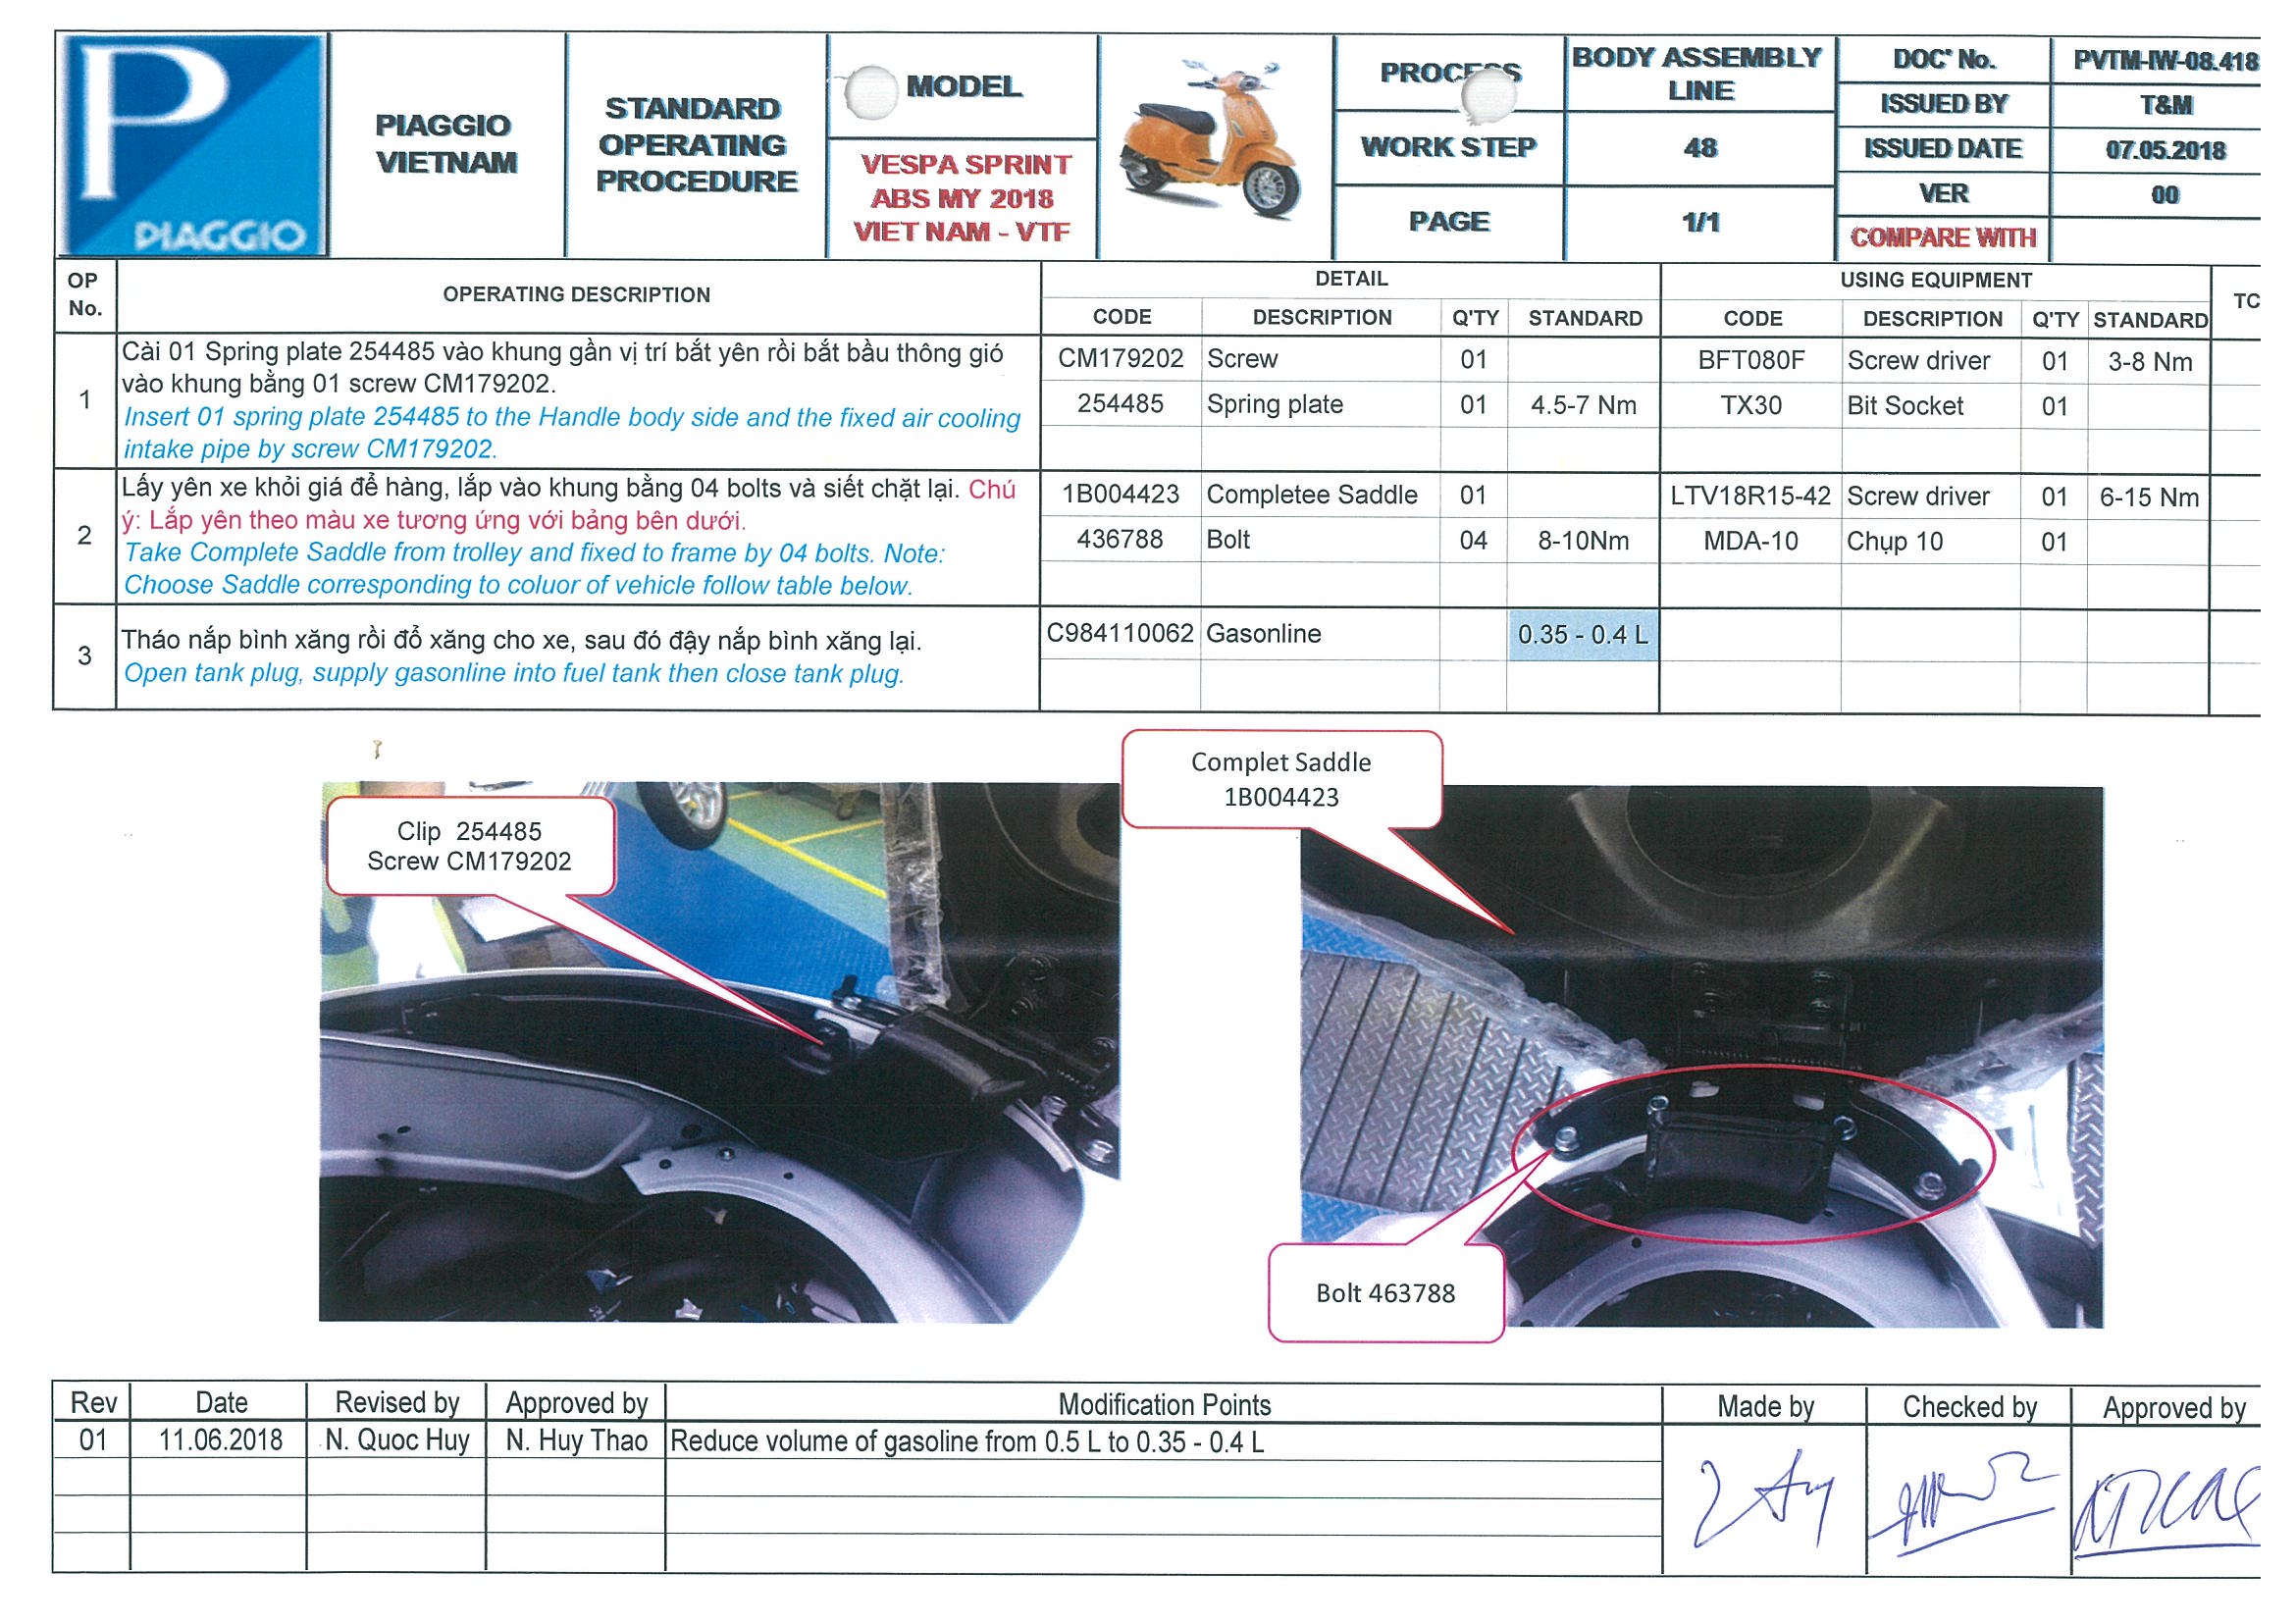 PIAGGIO
PIAGGIO
VIETNAM
STANDARD
OPERATING
PROCEDURE
MODEL
VESPA SPRINT
ABS MY 2018
VIET NAM - VTF
PROCESS
BODY ASSEMBLY
LINE
WORK STEP
48
PAGE
1/1
DOC' No.
PVTM-IW-08.418
ISSUED BY
T&M
ISSUED DATE
07.05.2018
VER
00
COMPARE WITH
OP
No.
OPERATING DESCRIPTION
DETAIL
USING EQUIPMENT
TC
CODE DESCRIPTION Q'TY STANDARD CODE DESCRIPTION Q'TY STANDARD
1
Cài 01 Spring plate 254485 vào khung gần vị trí bắt yên rồi bắt bầu thông gió
vào khung bằng 01 screw CM179202.
Insert 01 spring plate 254485 to the Handle body side and the fixed air cooling
intake pipe by screw CM179202.
CM179202 Screw 01 BFT080F Screw driver 01 3-8 Nm
254485 Spring plate 01 4.5-7 Nm TX30 Bit Socket 01
2
Lấy yên xe khỏi giá để hàng, lắp vào khung bằng 04 bolts và siết chặt lại. Chú
ý: Lắp yên theo màu xe tương ứng với bảng bên dưới.
Take Complete Saddle from trolley and fixed to frame by 04 bolts. Note:
Choose Saddle corresponding to coluor of vehicle follow table below.
1B004423 Completee Saddle 01 LTV18R15-42 Screw driver 01 6-15 Nm
436788 Bolt 04 8-10Nm MDA-10 Chụp 10 01
3
Tháo nắp bình xăng rồi đổ xăng cho xe, sau đó đậy nắp bình xăng lại.
Open tank plug, supply gasonline into fuel tank then close tank plug.
C984110062 Gasonline 0.35 - 0.4 L
Clip 254485
Screw CM179202
Complet Saddle
1B004423
Bolt 463788
Rev Date Revised by Approved by Modification Points Made by Checked by Approved by
01 11.06.2018 N. Quoc Huy N. Huy Thao Reduce volume of gasoline from 0.5 L to 0.35 - 0.4 L